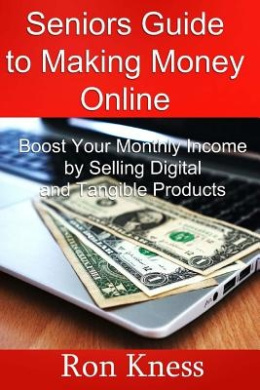 Seniors Guide
to Making Money
Online
Boost Your Monthly Income
by Selling Digital
and Tangible Products
Ron Kness